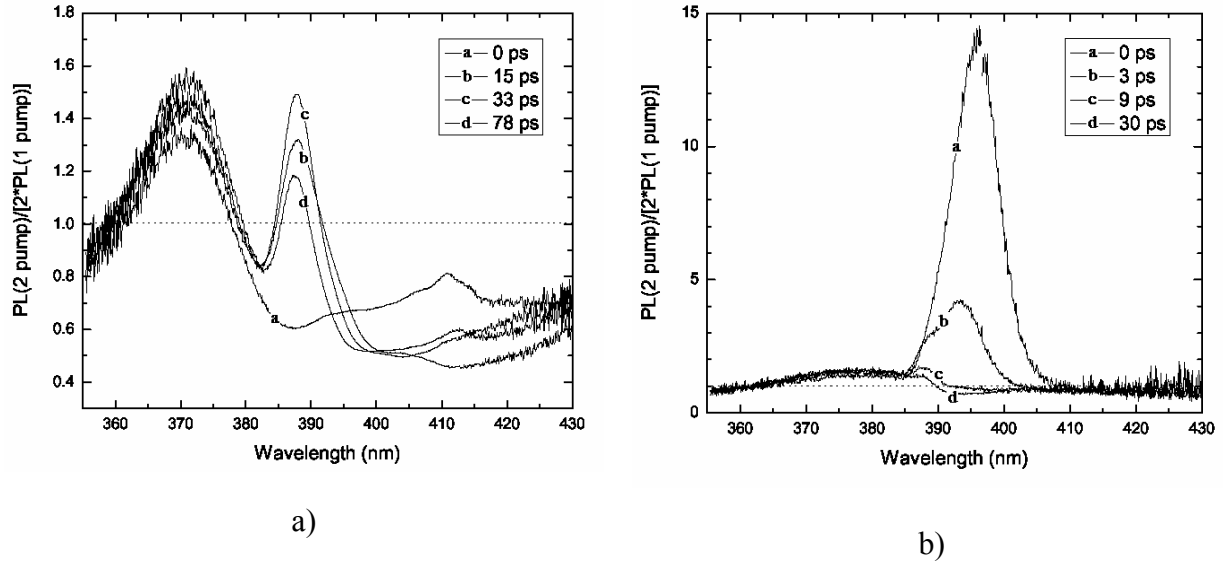 PL(2 pump)/[2*PL(1 pump)]
1.8
1.6
1.4
1.2
1.0
0.8
0.6
0.4
a 0 ps
b 15 ps
c 33 ps
d 78 ps
c
b
d
a
360 370 380 390 400 410 420 430
Wavelength (nm)
a)
PL(2 pump)/[2*PL(1 pump)]
15
10
5
0
a 0 ps
b 3 ps
c 9 ps
d 30 ps
a
b
c
d
360 370 380 390 400 410 420 430
Wavelength (nm)
b)